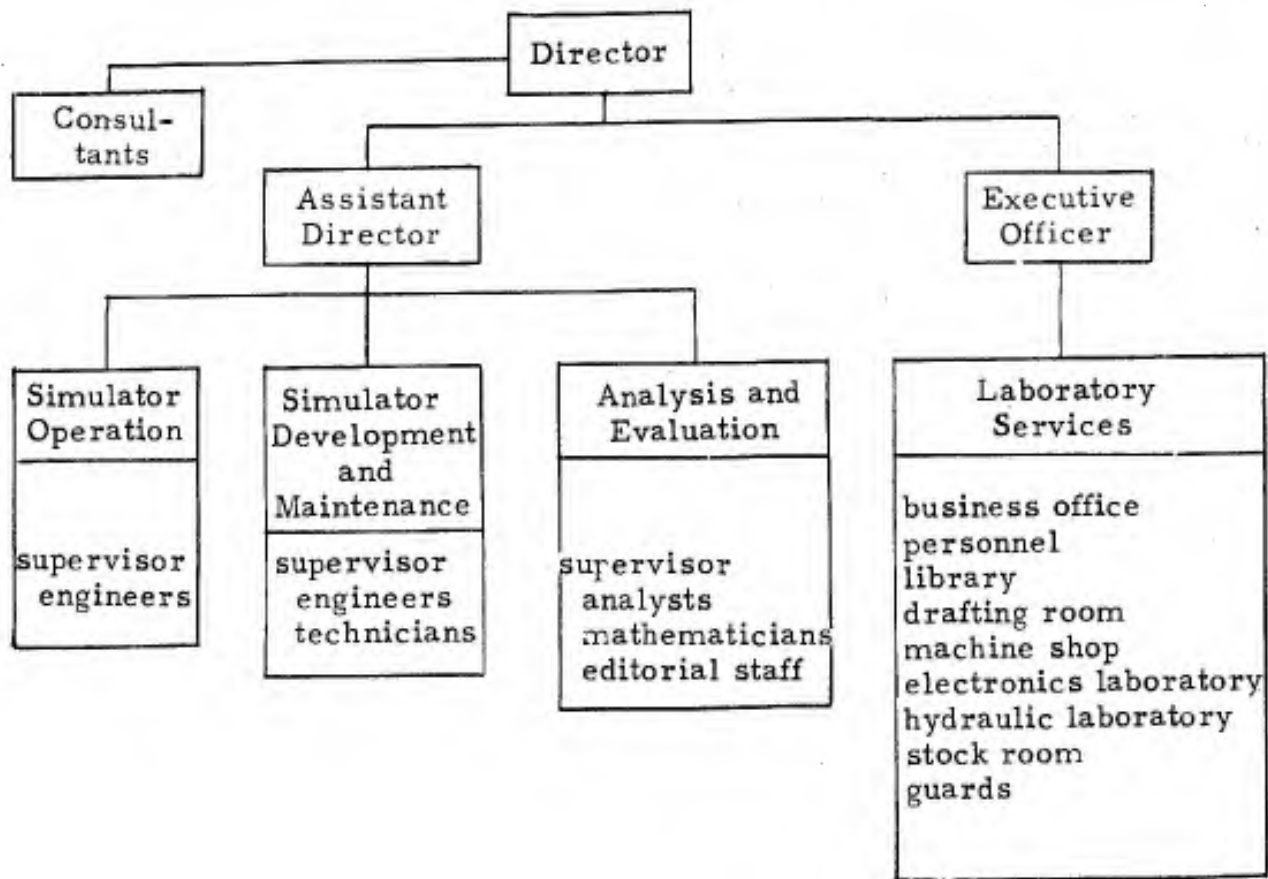 Director
Consul-
tants
Assistant
Director
Executive
Officer
Simulator
Operation
supervisor
engineers
Simulator
Development
and
Maintenance
supervisor
engineers
technicians
Analysis and
Evaluation
supervisor
analysts
mathematicians
editorial staff
Laboratory
Services
business office
personnel
library
drafting room
machine shop
electronics laboratory
hydraulic laboratory
stock room
guards